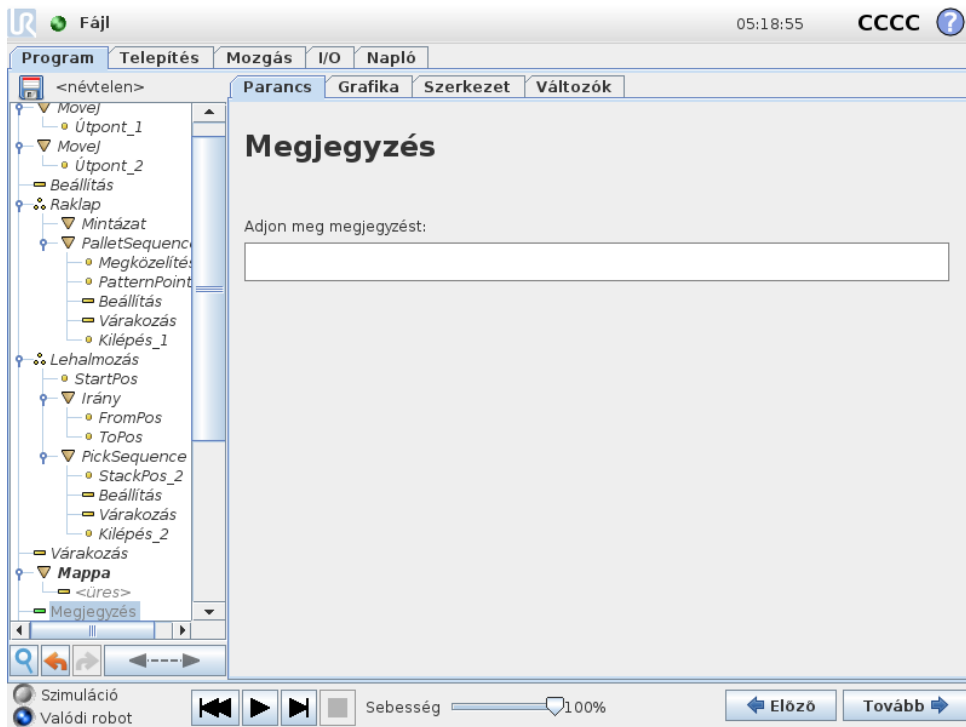 UR Fájl 05:18:55 CCCC ?
Program Telepítés Mozgás I/O Napló
<névtelen>
Parancs Grafika Szerkezet Változók
MoveJ
Útpont_1
MoveJ
Útpont_2
Beállítás
Raklap
Mintázat
PalletSequence
Megközelítés
PatternPoint
Beállítás
Várakozás
Kilépés_1
Lehalmozás
StartPos
Irány
FromPos
ToPos
PickSequence
StackPos_2
Beállítás
Várakozás
Kilépés_2
Várakozás
Mappa
<üres>
Megjegyzés
Megjegyzés
Adjon meg megjegyzést:
Szimuláció
Valódi robot
Sebesség 100%
Előző Tovább